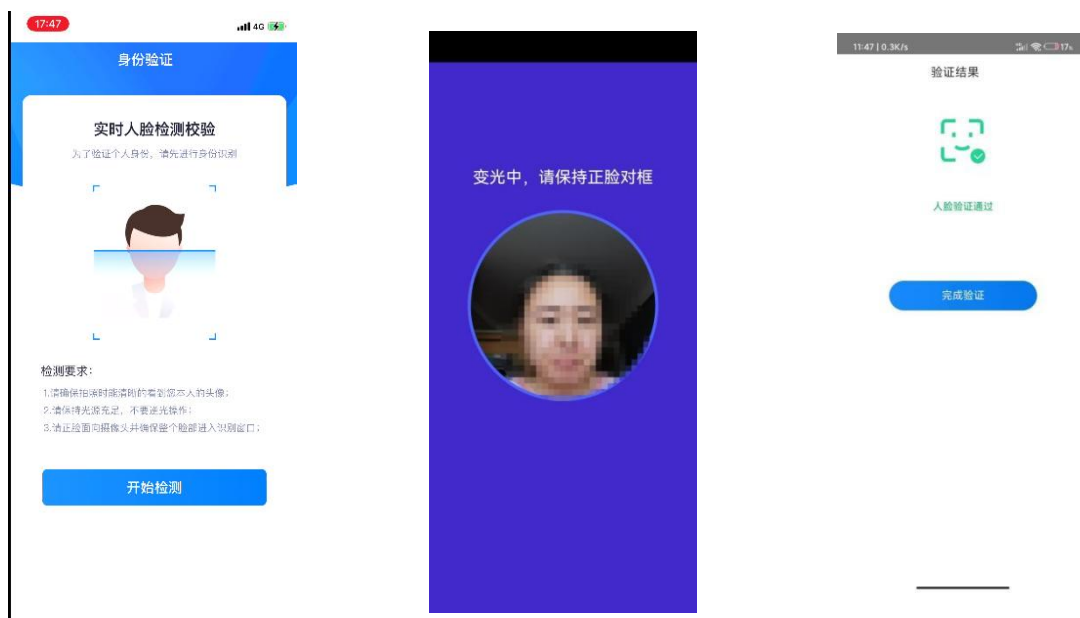 17:47
4G
身份验证
实时人脸检测校验
为了验证个人身份，请先进行身份识别
检测要求：
1.请确保拍摄时能清晰的看到您本人的头像；
2.请保持光源充足，不要逆光操作；
3.请正脸面向摄像头并确保整个脸部进入识别窗口；
开始检测
变光中，请保持正脸对框
11:47 | 0.3K/s
17%
验证结果
人脸验证通过
完成验证